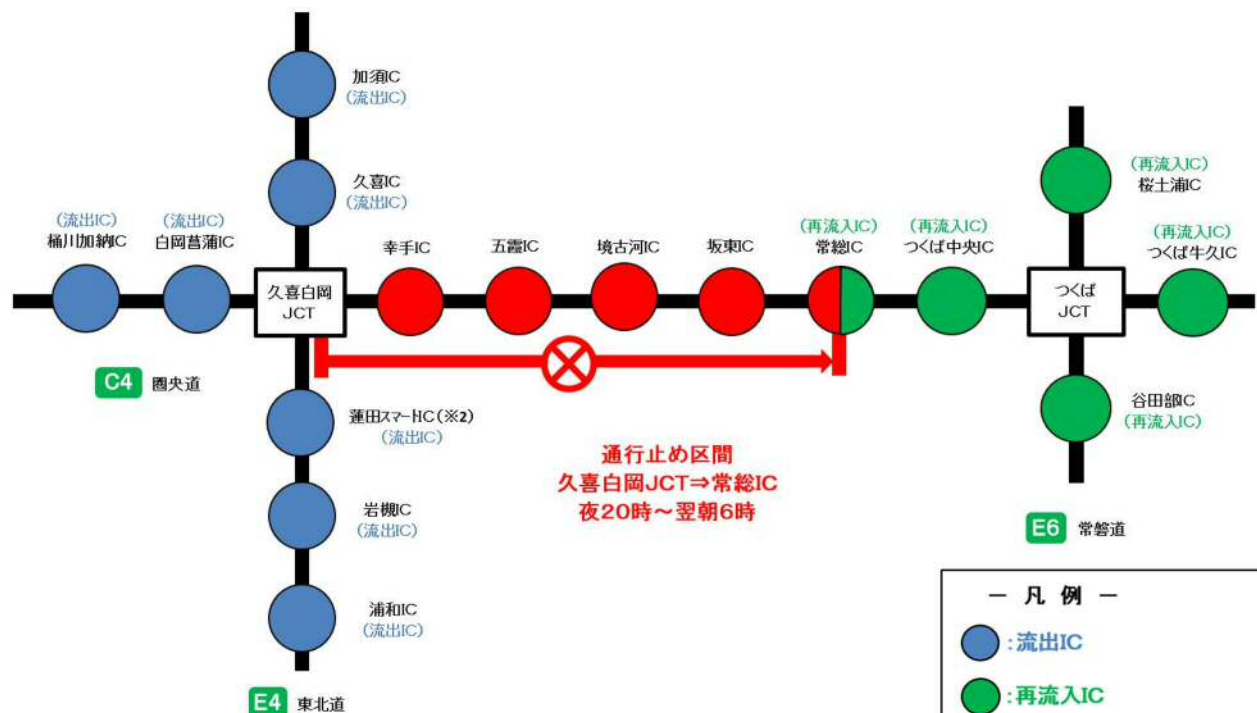 加須IC
(流出IC)
久喜IC
(流出IC)
(流出IC)
桶川加納IC
(流出IC)
白岡菖蒲IC
久喜白岡
JCT
幸手IC
五霞IC
境古河IC
坂東IC
(再流入IC)
常総IC
(再流入IC)
つくば中央IC
つくば
JCT
(再流入IC)
桜土浦IC
(再流入IC)
つくば牛久IC
谷田部IC
(再流入IC)
C4 圏央道
蓮田スマートIC(※2)
(流出IC)
岩槻IC
(流出IC)
浦和IC
(流出IC)
E4 東北道
通行止め区間
久喜白岡JCT⇒常総IC
夜20時～翌朝6時
E6 常磐道
－ 凡 例 －
:流出IC
:再流入IC